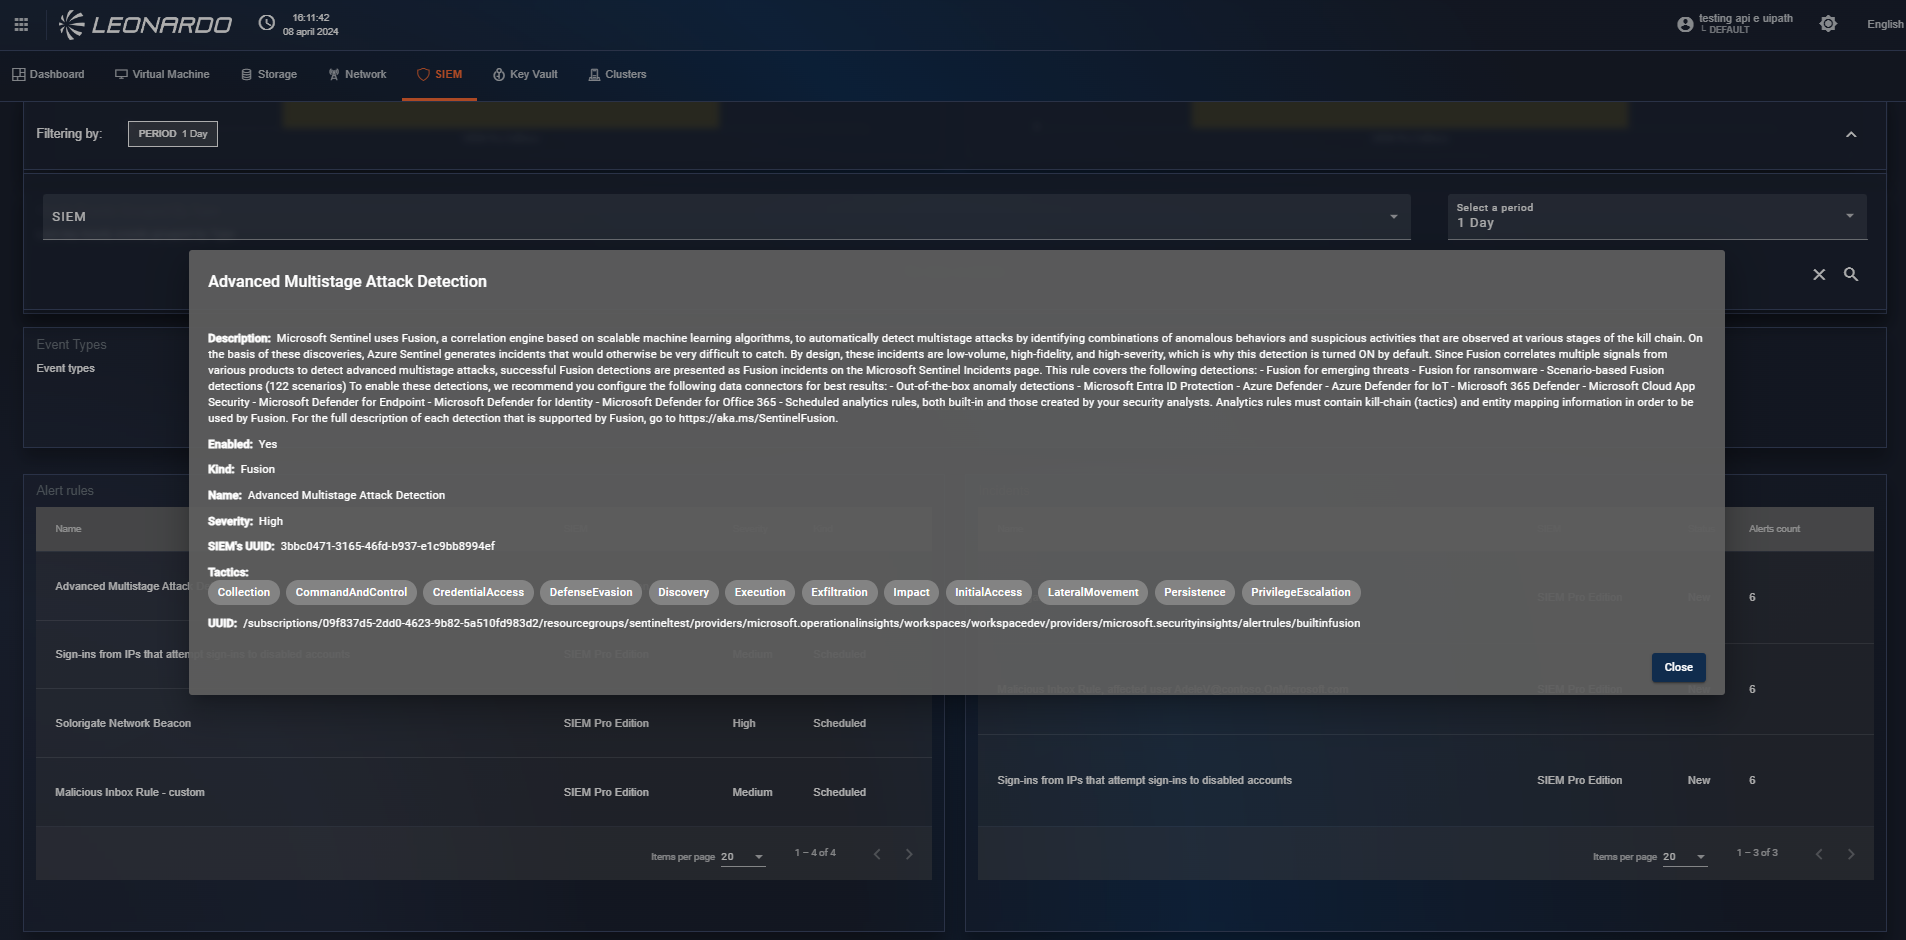 LEONARDO
16:11:42
08 april 2024
testing api e uipath
└ DEFAULT
English
Dashboard
Virtual Machine
Storage
Network
SIEM
Key Vault
Clusters
Filtering by:
PERIOD 1 Day
SIEM
Select a period
1 Day
Advanced Multistage Attack Detection
Description: Microsoft Sentinel uses Fusion, a correlation engine based on scalable machine learning algorithms, to automatically detect multistage attacks by identifying combinations of anomalous behaviors and suspicious activities that are observed at various stages of the kill chain. On
the basis of these discoveries, Azure Sentinel generates incidents that would otherwise be very difficult to catch. By design, these incidents are low-volume, high-fidelity, and high-severity, which is why this detection is turned ON by default. Since Fusion correlates multiple signals from
various products to detect advanced multistage attacks, successful Fusion detections are presented as Fusion incidents on the Microsoft Sentinel Incidents page. This rule covers the following detections: - Fusion for emerging threats - Fusion for ransomware - Scenario-based Fusion
detections (122 scenarios) To enable these detections, we recommend you configure the following data connectors for best results: - Out-of-the-box anomaly detections - Microsoft Entra ID Protection - Azure Defender - Azure Defender for IoT - Microsoft 365 Defender - Microsoft Cloud App
Security - Microsoft Defender for Endpoint - Microsoft Defender for Identity - Microsoft Defender for Office 365 - Scheduled analytics rules, both built-in and those created by your security analysts. Analytics rules must contain kill-chain (tactics) and entity mapping information in order to be
used by Fusion. For the full description of each detection that is supported by Fusion, go to https://aka.ms/SentinelFusion.
Enabled: Yes
Kind: Fusion
Name: Advanced Multistage Attack Detection
Severity: High
SIEM's UUID: 3bbc0471-3165-46fd-b937-e1c9bb8994ef
Tactics:
Collection
CommandAndControl
CredentialAccess
DefenseEvasion
Discovery
Execution
Exfiltration
Impact
InitialAccess
LateralMovement
Persistence
PrivilegeEscalation
UUID: /subscriptions/09f837d5-2dd0-4623-9b82-5a510fd983d2/resourcegroups/sentineltest/providers/microsoft.operationalinsights/workspaces/workspacedev/providers/microsoft.securityinsights/alertrules/builtinfusion
Close
Event Types
Event types
Alert rules
Name
Advanced Multistage Attac
Sign-ins from IPs that attempt sign-ins to disabled accounts SIEM Pro Edition Medium Scheduled
Solorigate Network Beacon SIEM Pro Edition High Scheduled
Malicious Inbox Rule - custom SIEM Pro Edition Medium Scheduled
Items per page 20 1 – 4 of 4
Alerts count
SIEM Pro Edition New 6
SIEM Pro Edition 6
Sign-ins from IPs that attempt sign-ins to disabled accounts SIEM Pro Edition New 6
Items per page 20 1 – 3 of 3